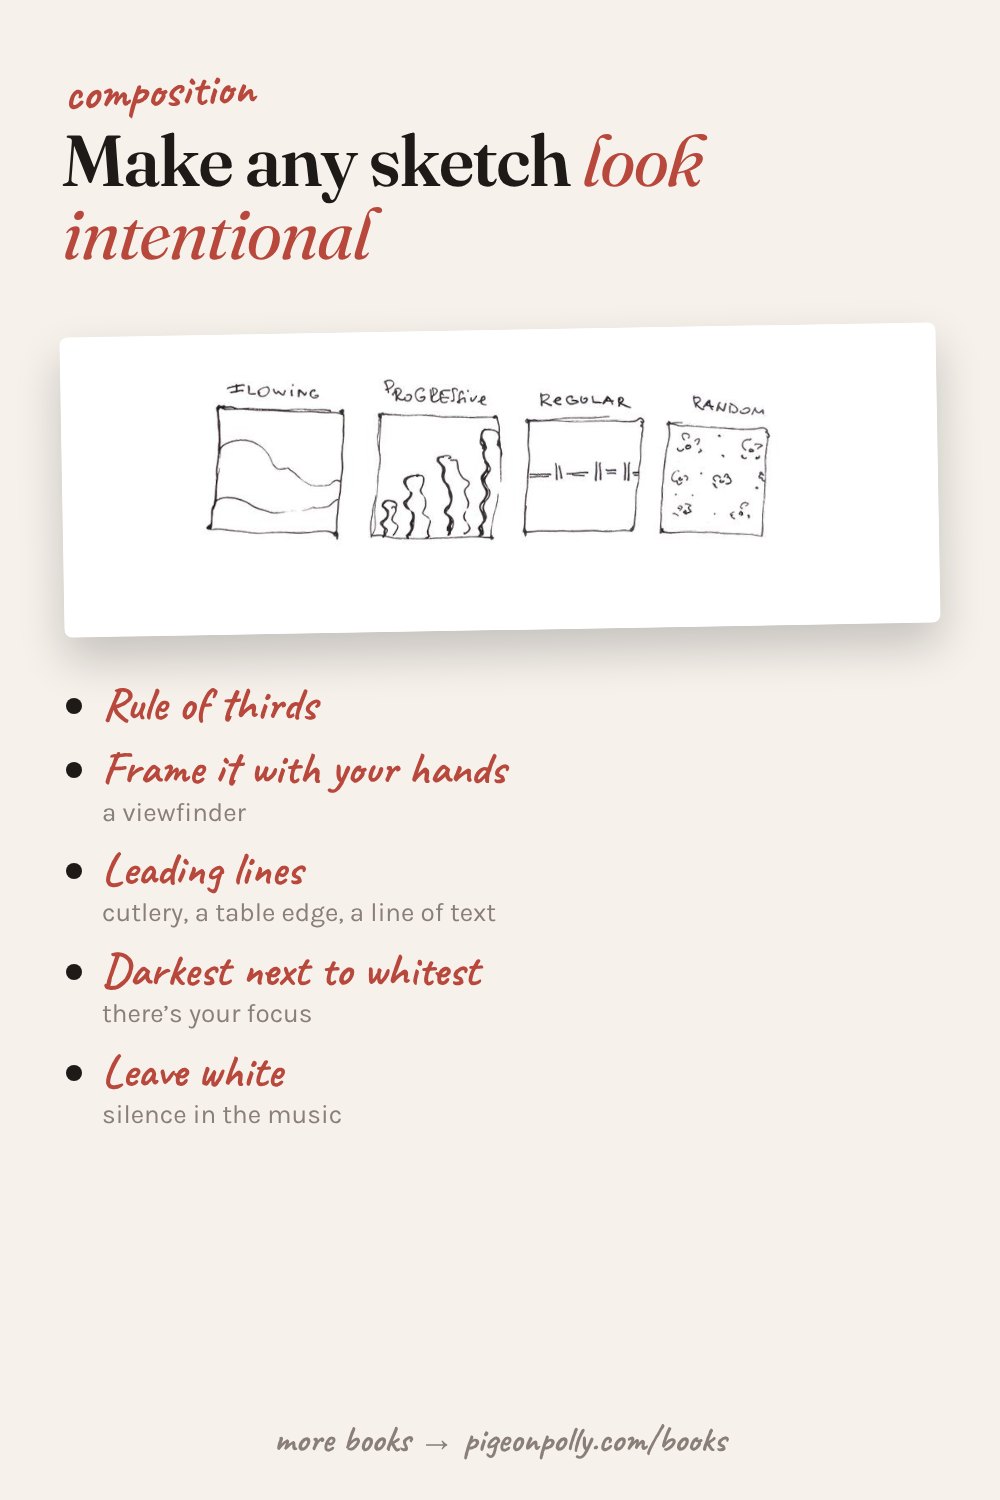 composition
Make any sketch look
intentional
FLOWING
PROGRESSIVE
REGULAR
RANDOM
Rule of thirds
Frame it with your hands
a viewfinder
Leading lines
cutlery, a table edge, a line of text
Darkest next to whitest
there’s your focus
Leave white
silence in the music
more books → pigeonpolly.com/books